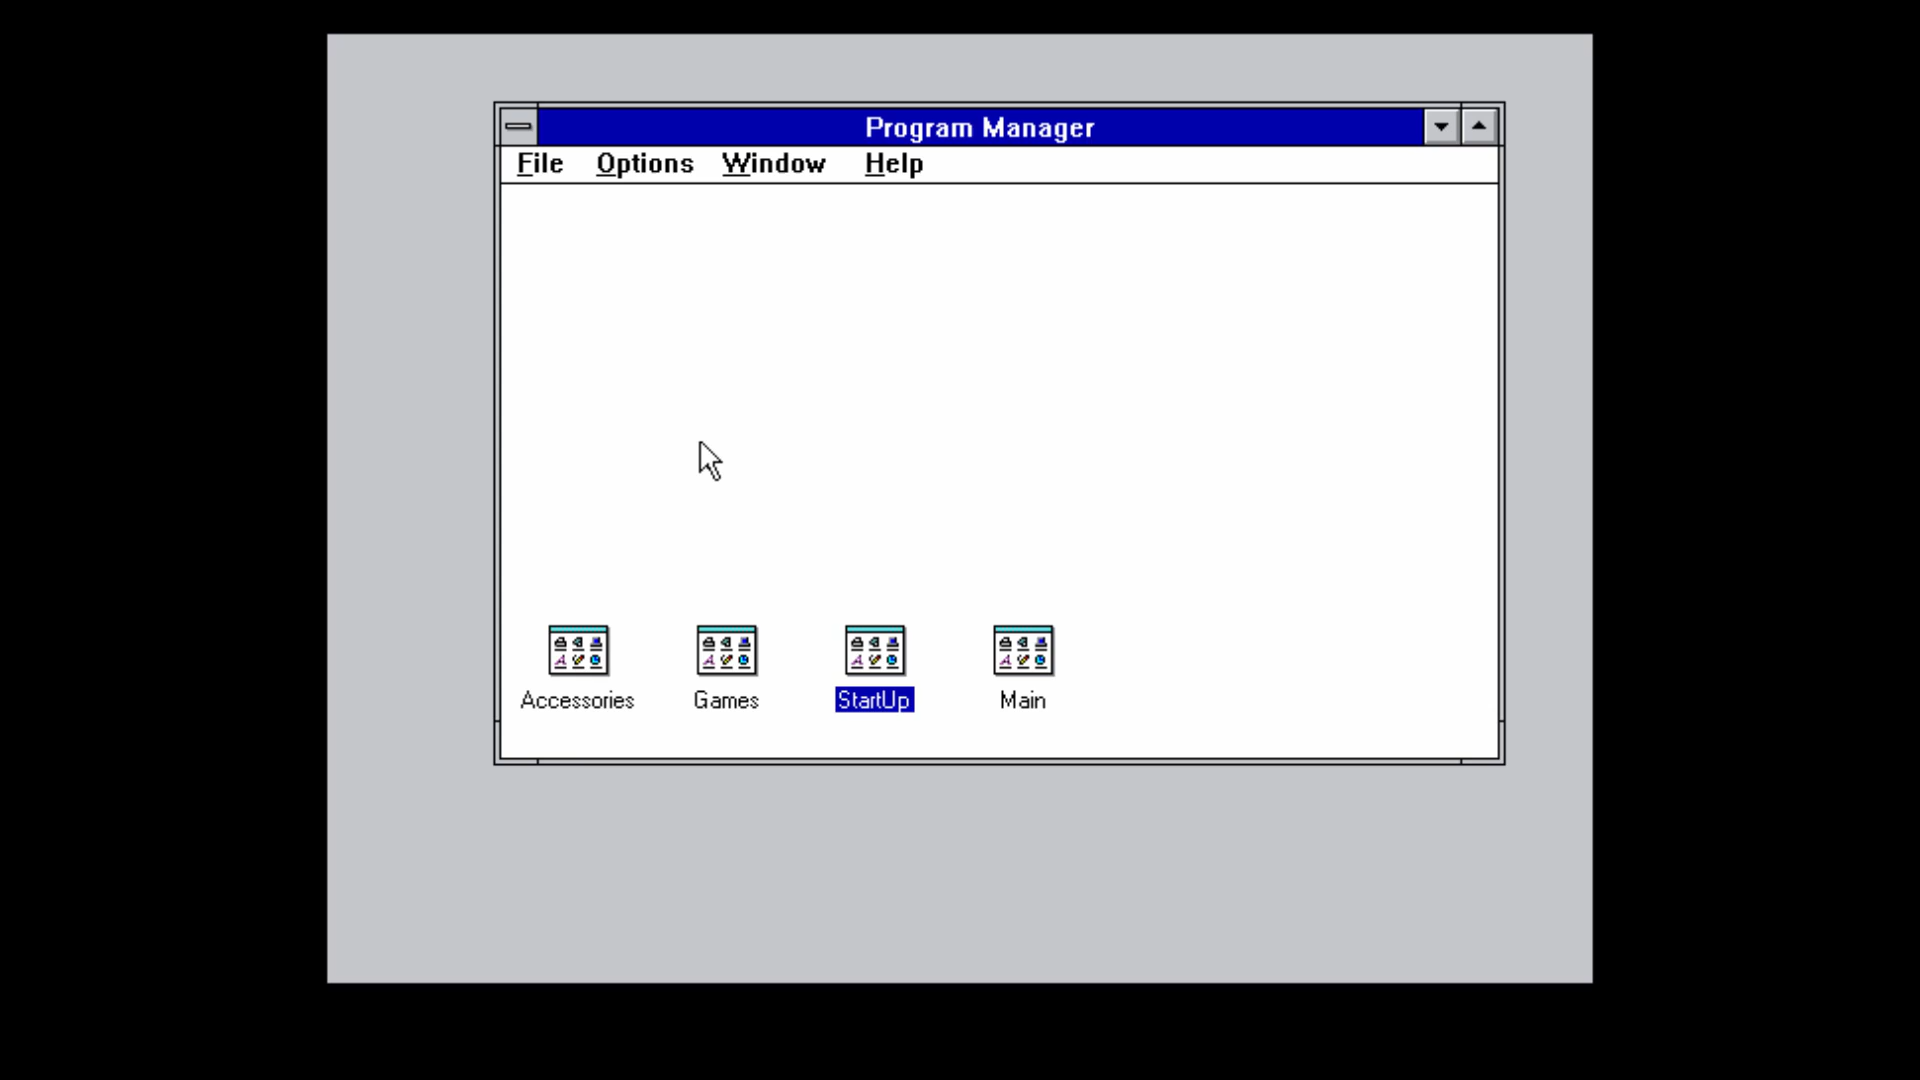 Program Manager
File Options Window Help
Accessories Games StartUp Main